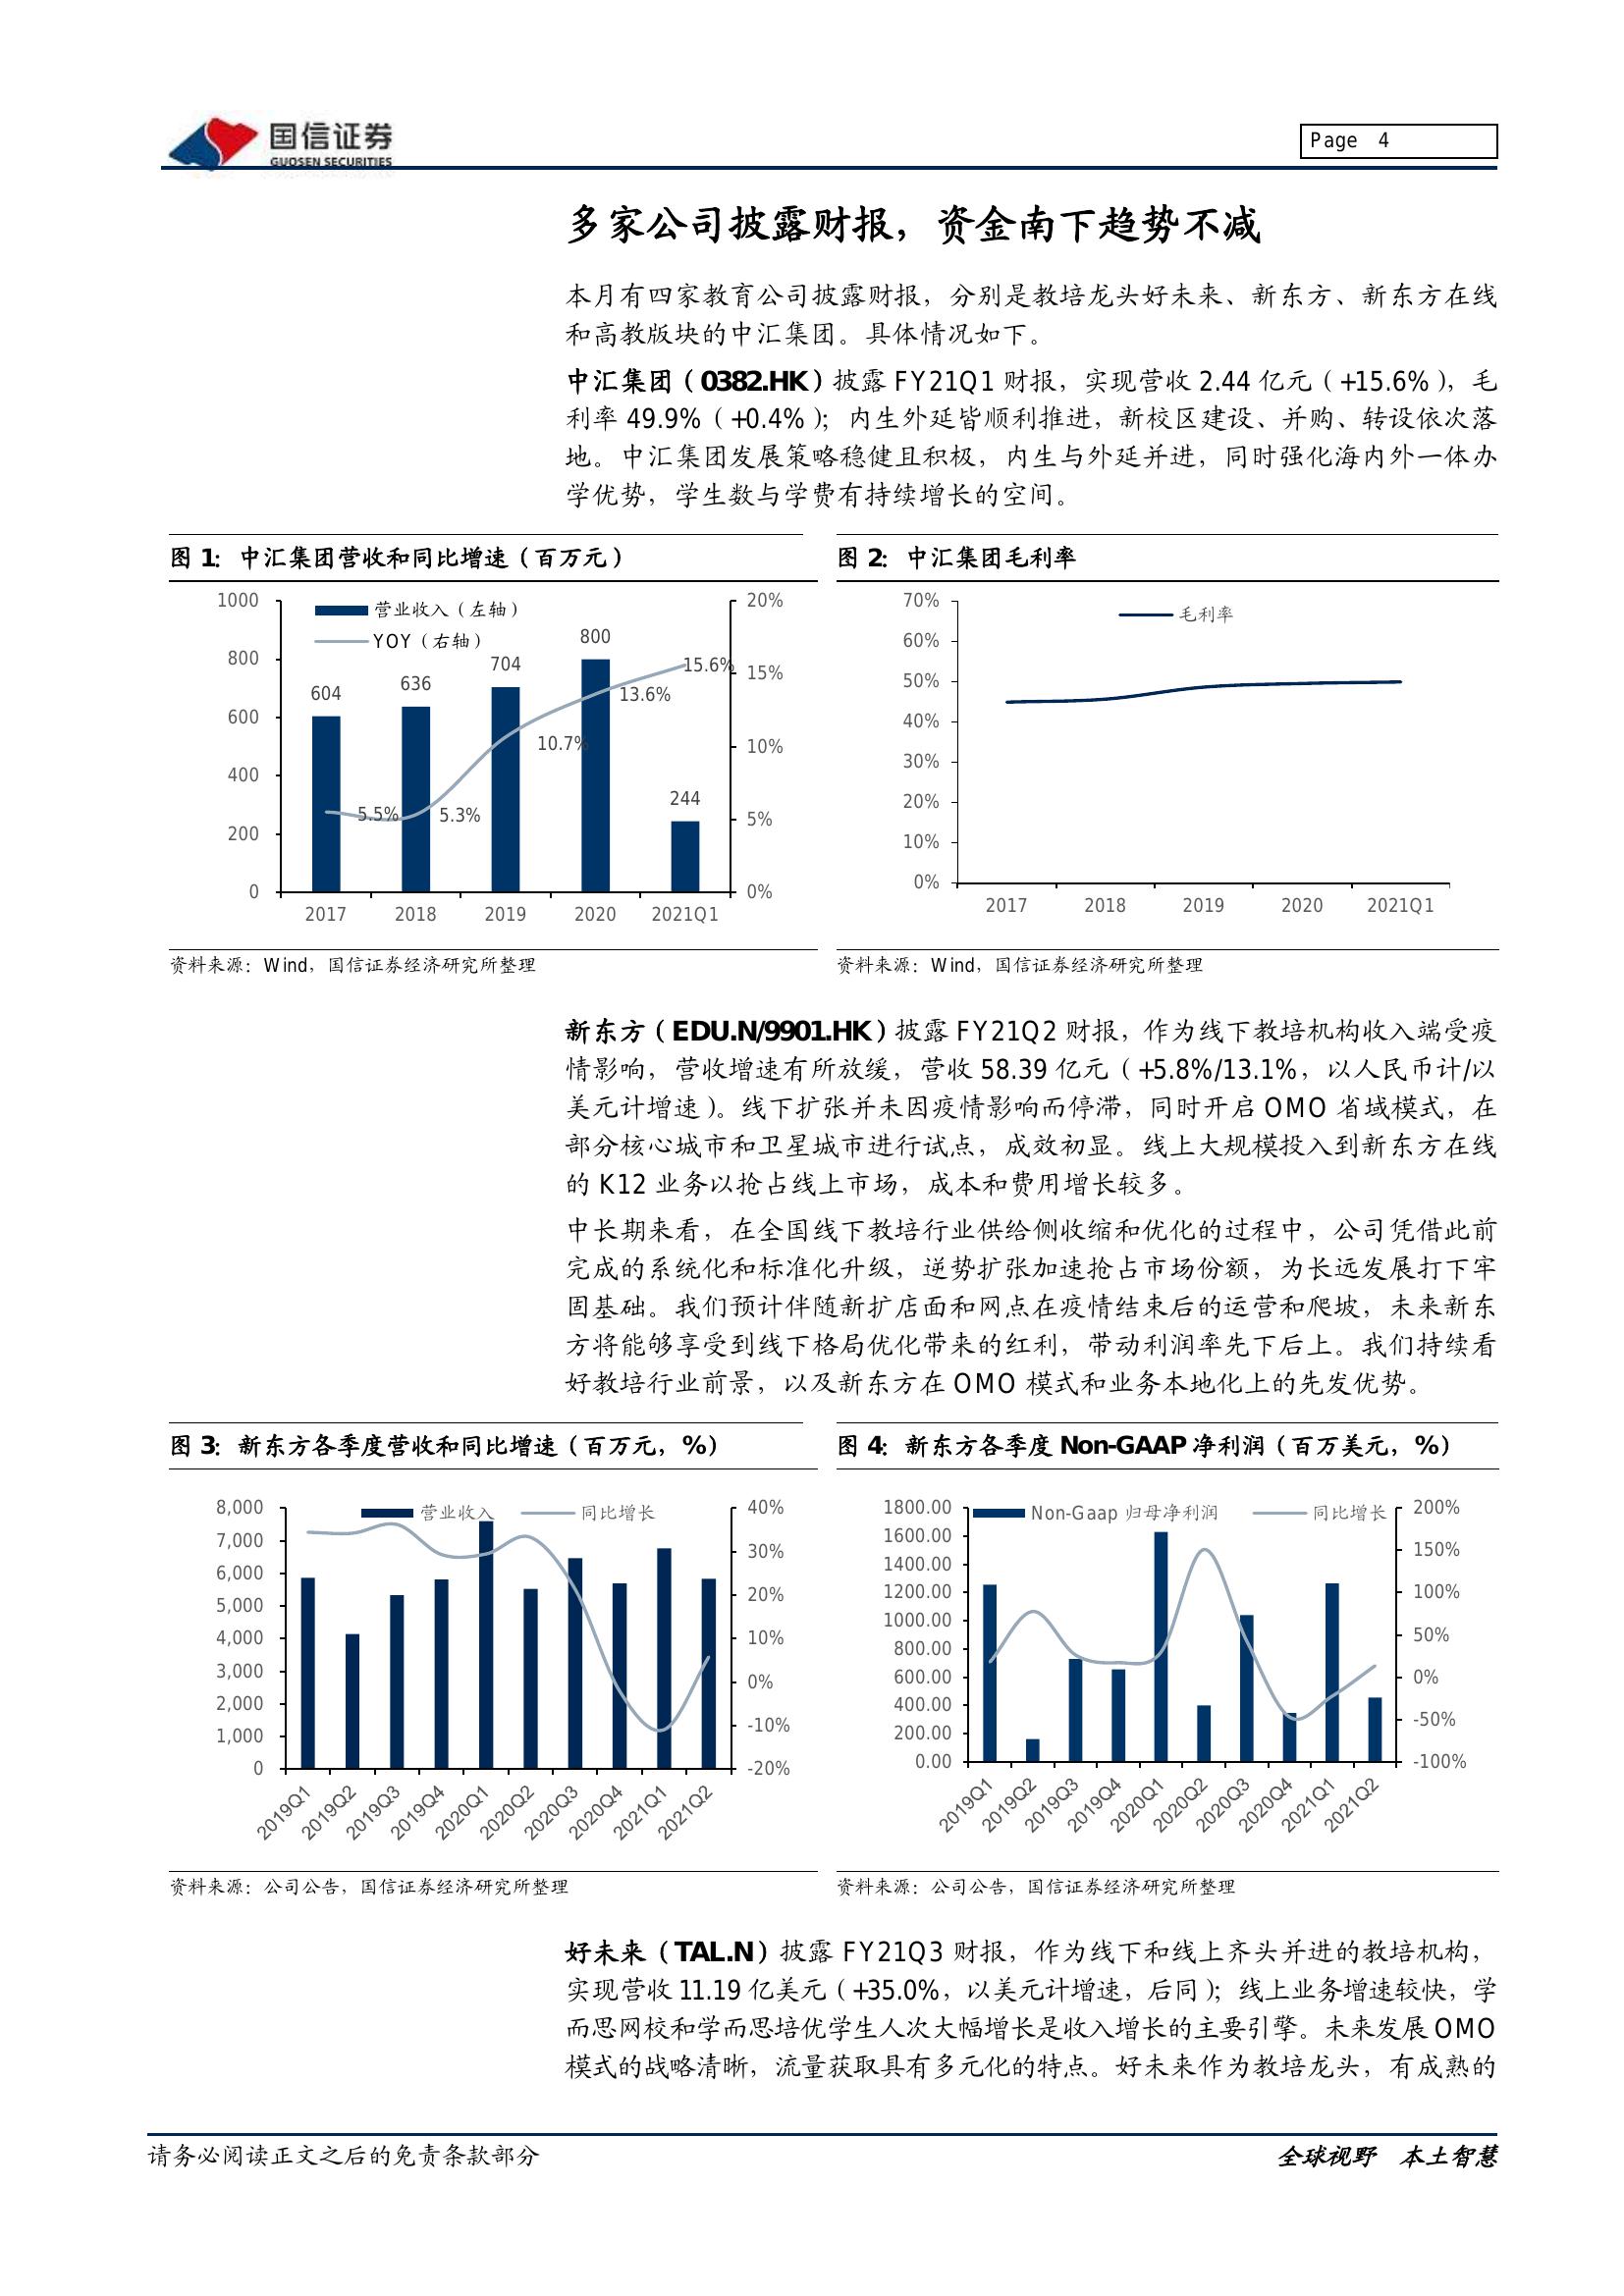 国信证券
GUOSEN SECURITIES
Page 4
多家公司披露财报，资金南下趋势不减
本月有四家教育公司披露财报，分别是教培龙头好未来、新东方、新东方在线
和高教版块的中汇集团。具体情况如下。
中汇集团（0382.HK）披露 FY21Q1 财报，实现营收 2.44 亿元（+15.6%），毛
利率 49.9%（+0.4%）；内生外延皆顺利推进，新校区建设、并购、转设依次落
地。中汇集团发展策略稳健且积极，内生与外延并进，同时强化海内外一体办
学优势，学生数与学费有持续增长的空间。
图 1：中汇集团营收和同比增速（百万元）
1000
800
600
400
200
0
营业收入（左轴）
YOY（右轴）
604
636
704
800
244
5.5%
5.3%
10.7%
13.6%
15.6%
20%
15%
10%
5%
0%
2017 2018 2019 2020 2021Q1
资料来源：Wind，国信证券经济研究所整理
图 2：中汇集团毛利率
毛利率
70%
60%
50%
40%
30%
20%
10%
0%
2017 2018 2019 2020 2021Q1
资料来源：Wind，国信证券经济研究所整理
新东方（EDU.N/9901.HK）披露 FY21Q2 财报，作为线下教培机构收入端受疫
情影响，营收增速有所放缓，营收 58.39 亿元（+5.8%/13.1%，以人民币计/以
美元计增速）。线下扩张并未因疫情影响而停滞，同时开启 OMO 省域模式，在
部分核心城市和卫星城市进行试点，成效初显。线上大规模投入到新东方在线
的 K12 业务以抢占线上市场，成本和费用增长较多。
中长期来看，在全国线下教培行业供给侧收缩和优化的过程中，公司凭借此前
完成的系统化和标准化升级，逆势扩张加速抢占市场份额，为长远发展打下牢
固基础。我们预计伴随新扩店面和网点在疫情结束后的运营和爬坡，未来新东
方将能够享受到线下格局优化带来的红利，带动利润率先下后上。我们持续看
好教培行业前景，以及新东方在 OMO 模式和业务本地化上的先发优势。
图 3：新东方各季度营收和同比增速（百万元，%）
营业收入 同比增长
8,000
7,000
6,000
5,000
4,000
3,000
2,000
1,000
0
40%
30%
20%
10%
0%
-10%
-20%
2019Q1 2019Q2 2019Q3 2019Q4 2020Q1 2020Q2 2020Q3 2020Q4 2021Q1 2021Q2
资料来源：公司公告，国信证券经济研究所整理
图 4：新东方各季度 Non-GAAP 净利润（百万美元，%）
Non-Gaap 归母净利润 同比增长
1800.00
1600.00
1400.00
1200.00
1000.00
800.00
600.00
400.00
200.00
0.00
200%
150%
100%
50%
0%
-50%
-100%
2019Q1 2019Q2 2019Q3 2019Q4 2020Q1 2020Q2 2020Q3 2020Q4 2021Q1 2021Q2
资料来源：公司公告，国信证券经济研究所整理
好未来（TAL.N）披露 FY21Q3 财报，作为线下和线上齐头并进的教培机构，
实现营收 11.19 亿美元（+35.0%，以美元计增速，后同）；线上业务增速较快，学
而思网校和学而思培优学生人次大幅增长是收入增长的主要引擎。未来发展 OMO
模式的战略清晰，流量获取具有多元化的特点。好未来作为教培龙头，有成熟的
请务必阅读正文之后的免责条款部分
全球视野 本土智慧